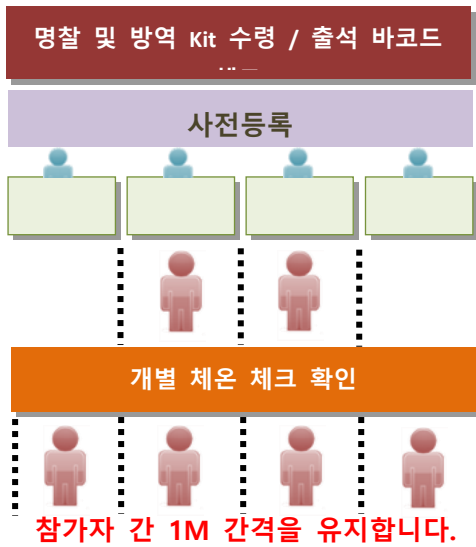 명찰 및 방역 Kit 수령 / 출석 바코드
사전등록
개별 체온 체크 확인
참가자 간 1M 간격을 유지합니다.